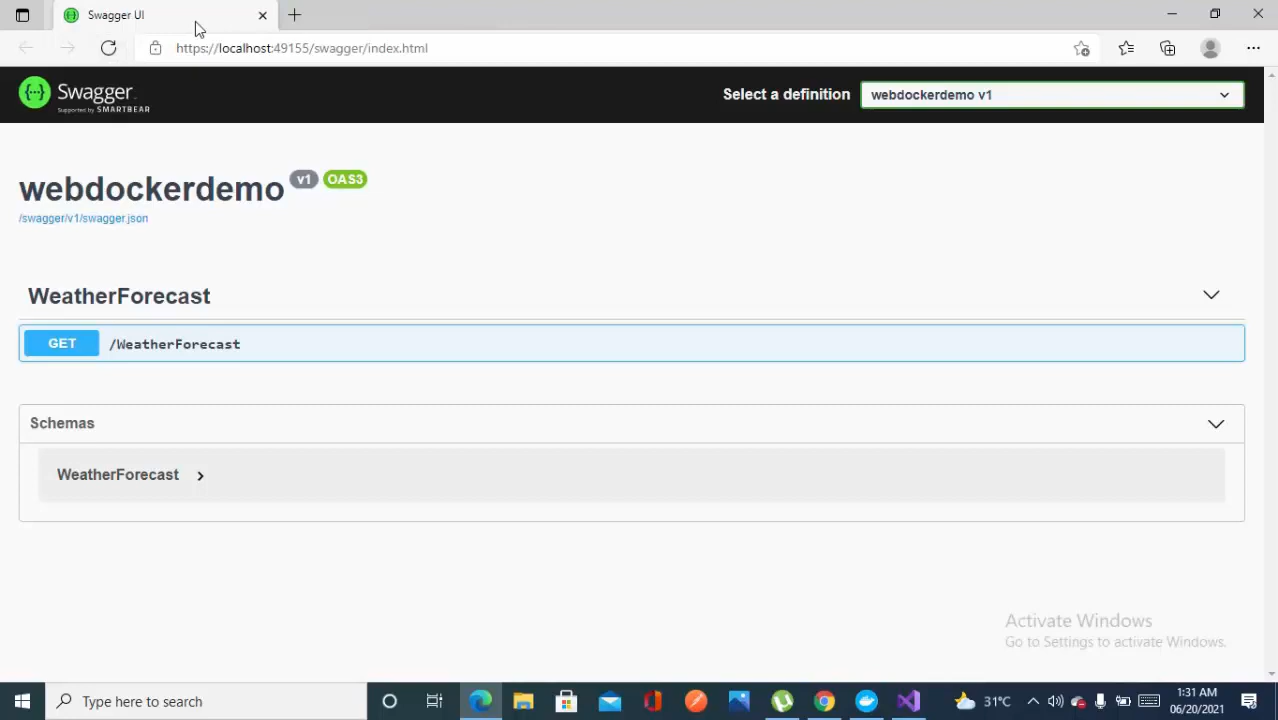 Swagger UI
https://localhost:49155/swagger/index.html
Swagger
Supported by SMARTBEAR
Select a definition
webdockerdemo v1
webdockerdemo v1 OAS3
/swagger/v1/swagger.json
WeatherForecast
GET /WeatherForecast
Schemas
WeatherForecast
Activate Windows
Go to Settings to activate Windows.
Type here to search
31°C
1:31 AM
06/20/2021